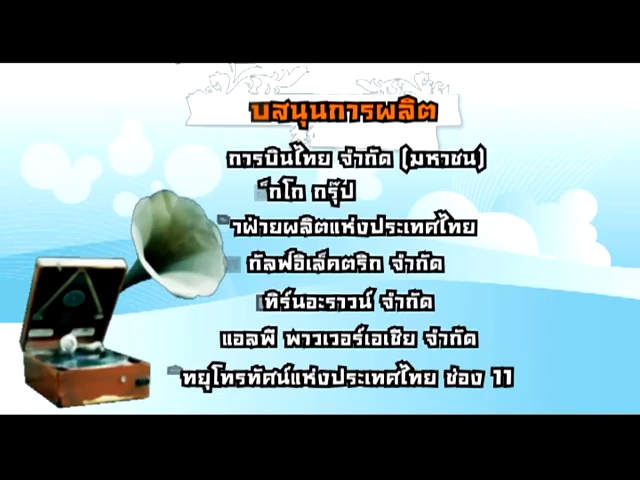 บสนุนการผลิต
การบินไทย จำกัด (มหาชน)
็กโก กรุ๊ป
าฝ่ายผลิตแห่งประเทศไทย
กัลฟ์อิเล็คตริก จำกัด
เทิร์นอะราวน์ จำกัด
แอลพี พาวเวอร์เอเชีย จำกัด
ทยุโทรทัศน์แห่งประเทศไทย ช่อง 11